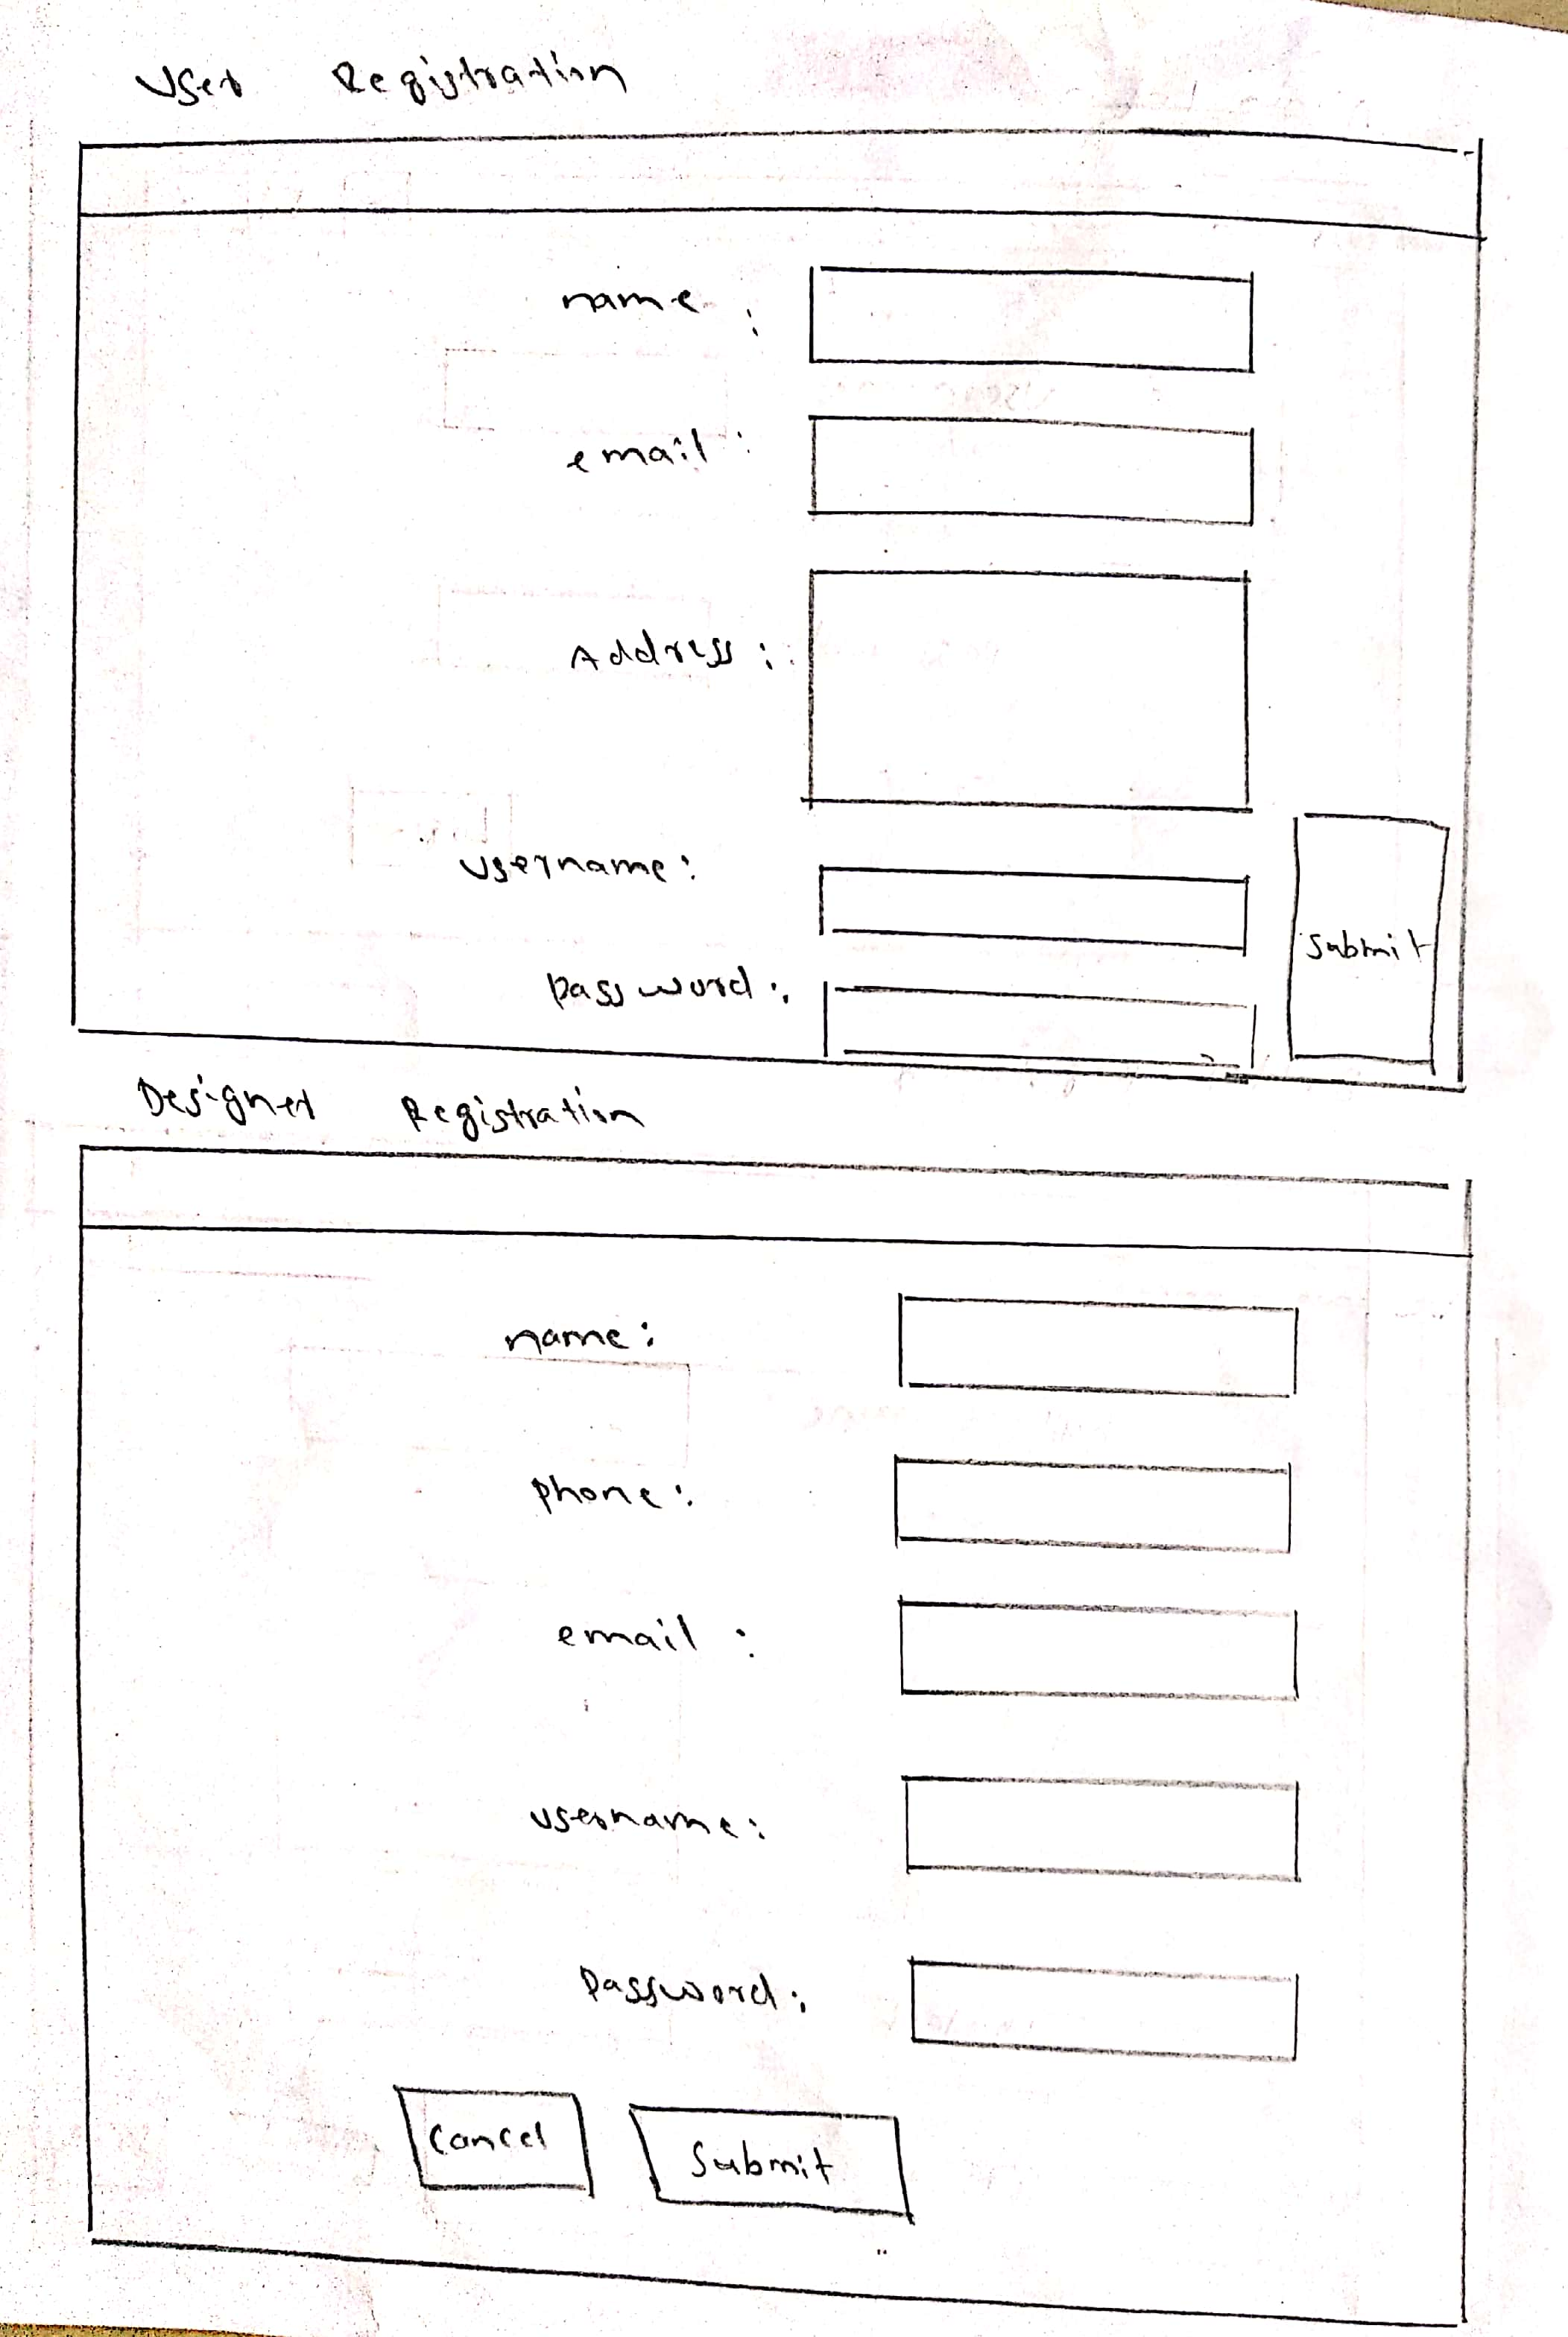 User Registration
name :
email :
Address :
username :
password :
Submit
Designer Registration
name :
phone :
email :
username :
password :
Cancel
Submit